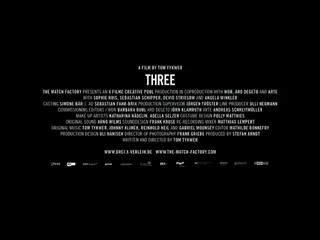 A FILM BY TOM TYKWER
THREE
THE MATCH FACTORY PRESENTS A X FILME CREATIVE POOL PRODUCTION IN COPRODUCTION WITH WDR, ARD DEGETO AND ARTE
WITH SOPHIE ROIS, SEBASTIAN SCHIPPER, DEVID STRIESOW AND ANGELA WINKLER
CASTING SIMONE BÄR AD SEBASTIAN FAHR-BRIX PRODUCTION SUPERVISOR JÜRGEN TRÖSTER LINE PRODUCER ULLI NEUMANN
COMMISSIONING EDITORS / WDR BARBARA BUHL ARD DEGETO JÖRN KLAMROTH ARTE ANDREAS SCHREITMÜLLER
MAKE UP ARTISTS KATHARINA NÄDELIN, ADELLA SELZER COSTUME DESIGN POLLY MATTHIES
ORIGINAL SOUND ARNO WILMS SOUNDDESIGN FRANK KRUSE RE-RECORDING MIXER MATTHIAS LEMPERT
ORIGINAL MUSIC TOM TYKWER, JOHNNY KLIMEK, REINHOLD HEIL AND GABRIEL MOUNSEY EDITOR MATHILDE BONNEFOY
PRODUCTION DESIGN ULI HANISCH DIRECTOR OF PHOTOGRAPHY FRANK GRIEBE PRODUCED BY STEFAN ARNDT
WRITTEN AND DIRECTED BY TOM TYKWER
WWW.DREI.X-VERLEIH.DE WWW.THE-MATCH-FACTORY.COM